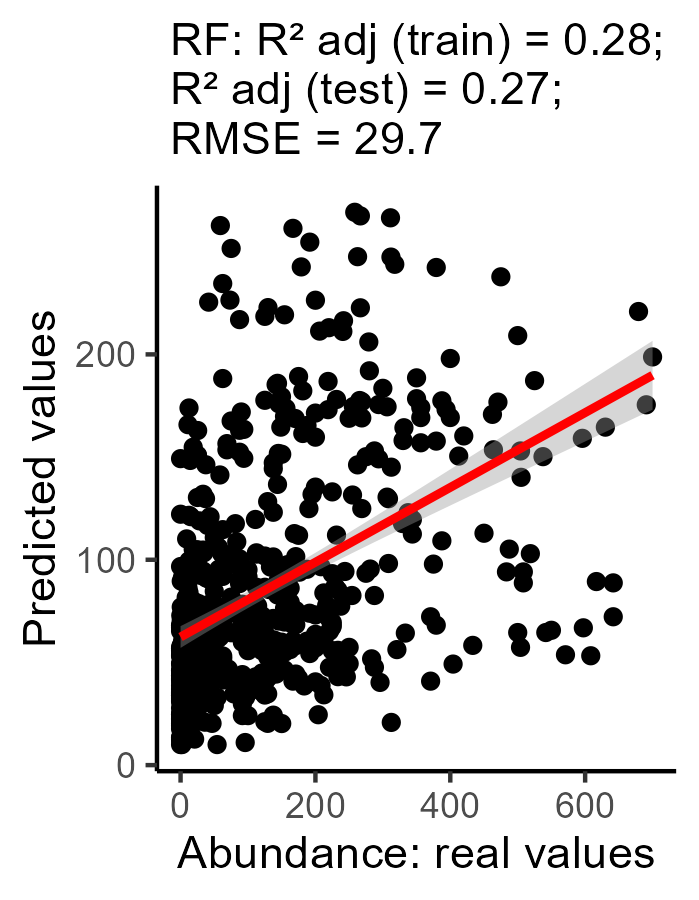 RF: R² adj (train) = 0.28;
R² adj (test) = 0.27;
RMSE = 29.7
Predicted values
200
100
0
0 200 400 600
Abundance: real values